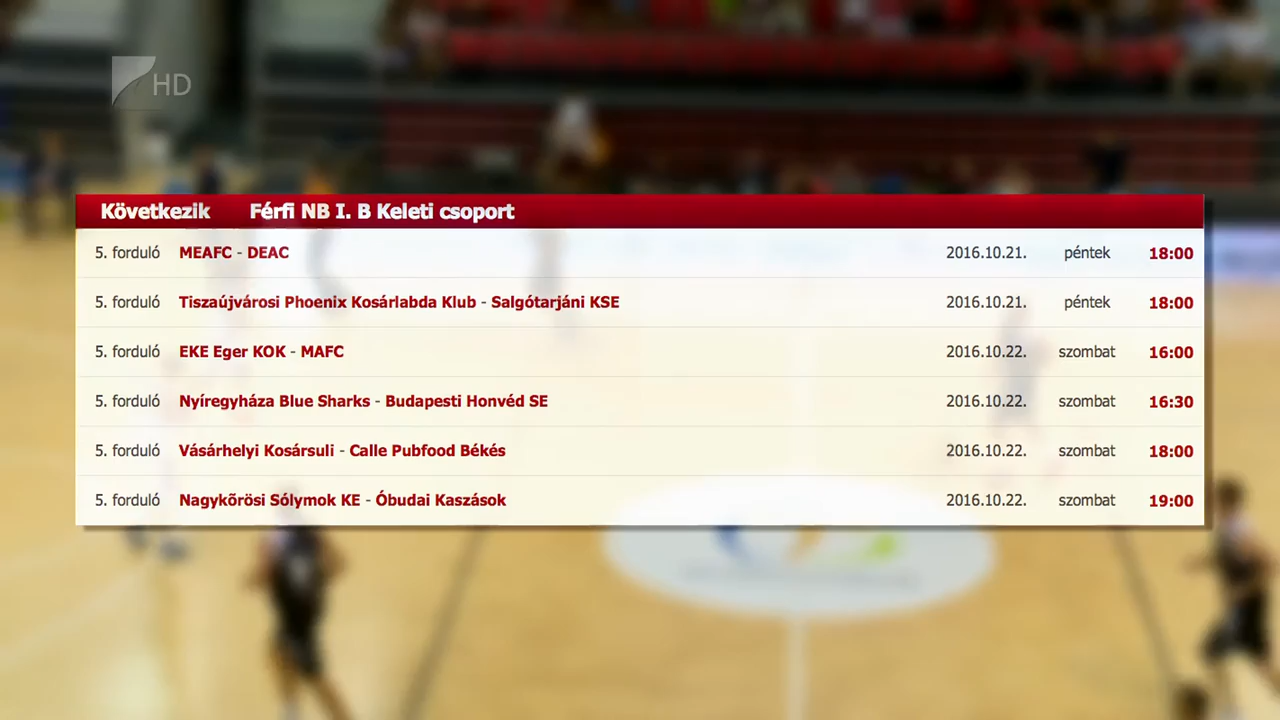 HD
Következik Férfi NB I. B Keleti csoport
5. forduló MEAFC - DEAC 2016.10.21. péntek 18:00
5. forduló Tiszaújvárosi Phoenix Kosárlabda Klub - Salgótarjáni KSE 2016.10.21. péntek 18:00
5. forduló EKE Eger KOK - MAFC 2016.10.22. szombat 16:00
5. forduló Nyíregyháza Blue Sharks - Budapesti Honvéd SE 2016.10.22. szombat 16:30
5. forduló Vásárhelyi Kosársuli - Calle Pubfood Békés 2016.10.22. szombat 18:00
5. forduló Nagykõrösi Sólymok KE - Óbudai Kaszások 2016.10.22. szombat 19:00